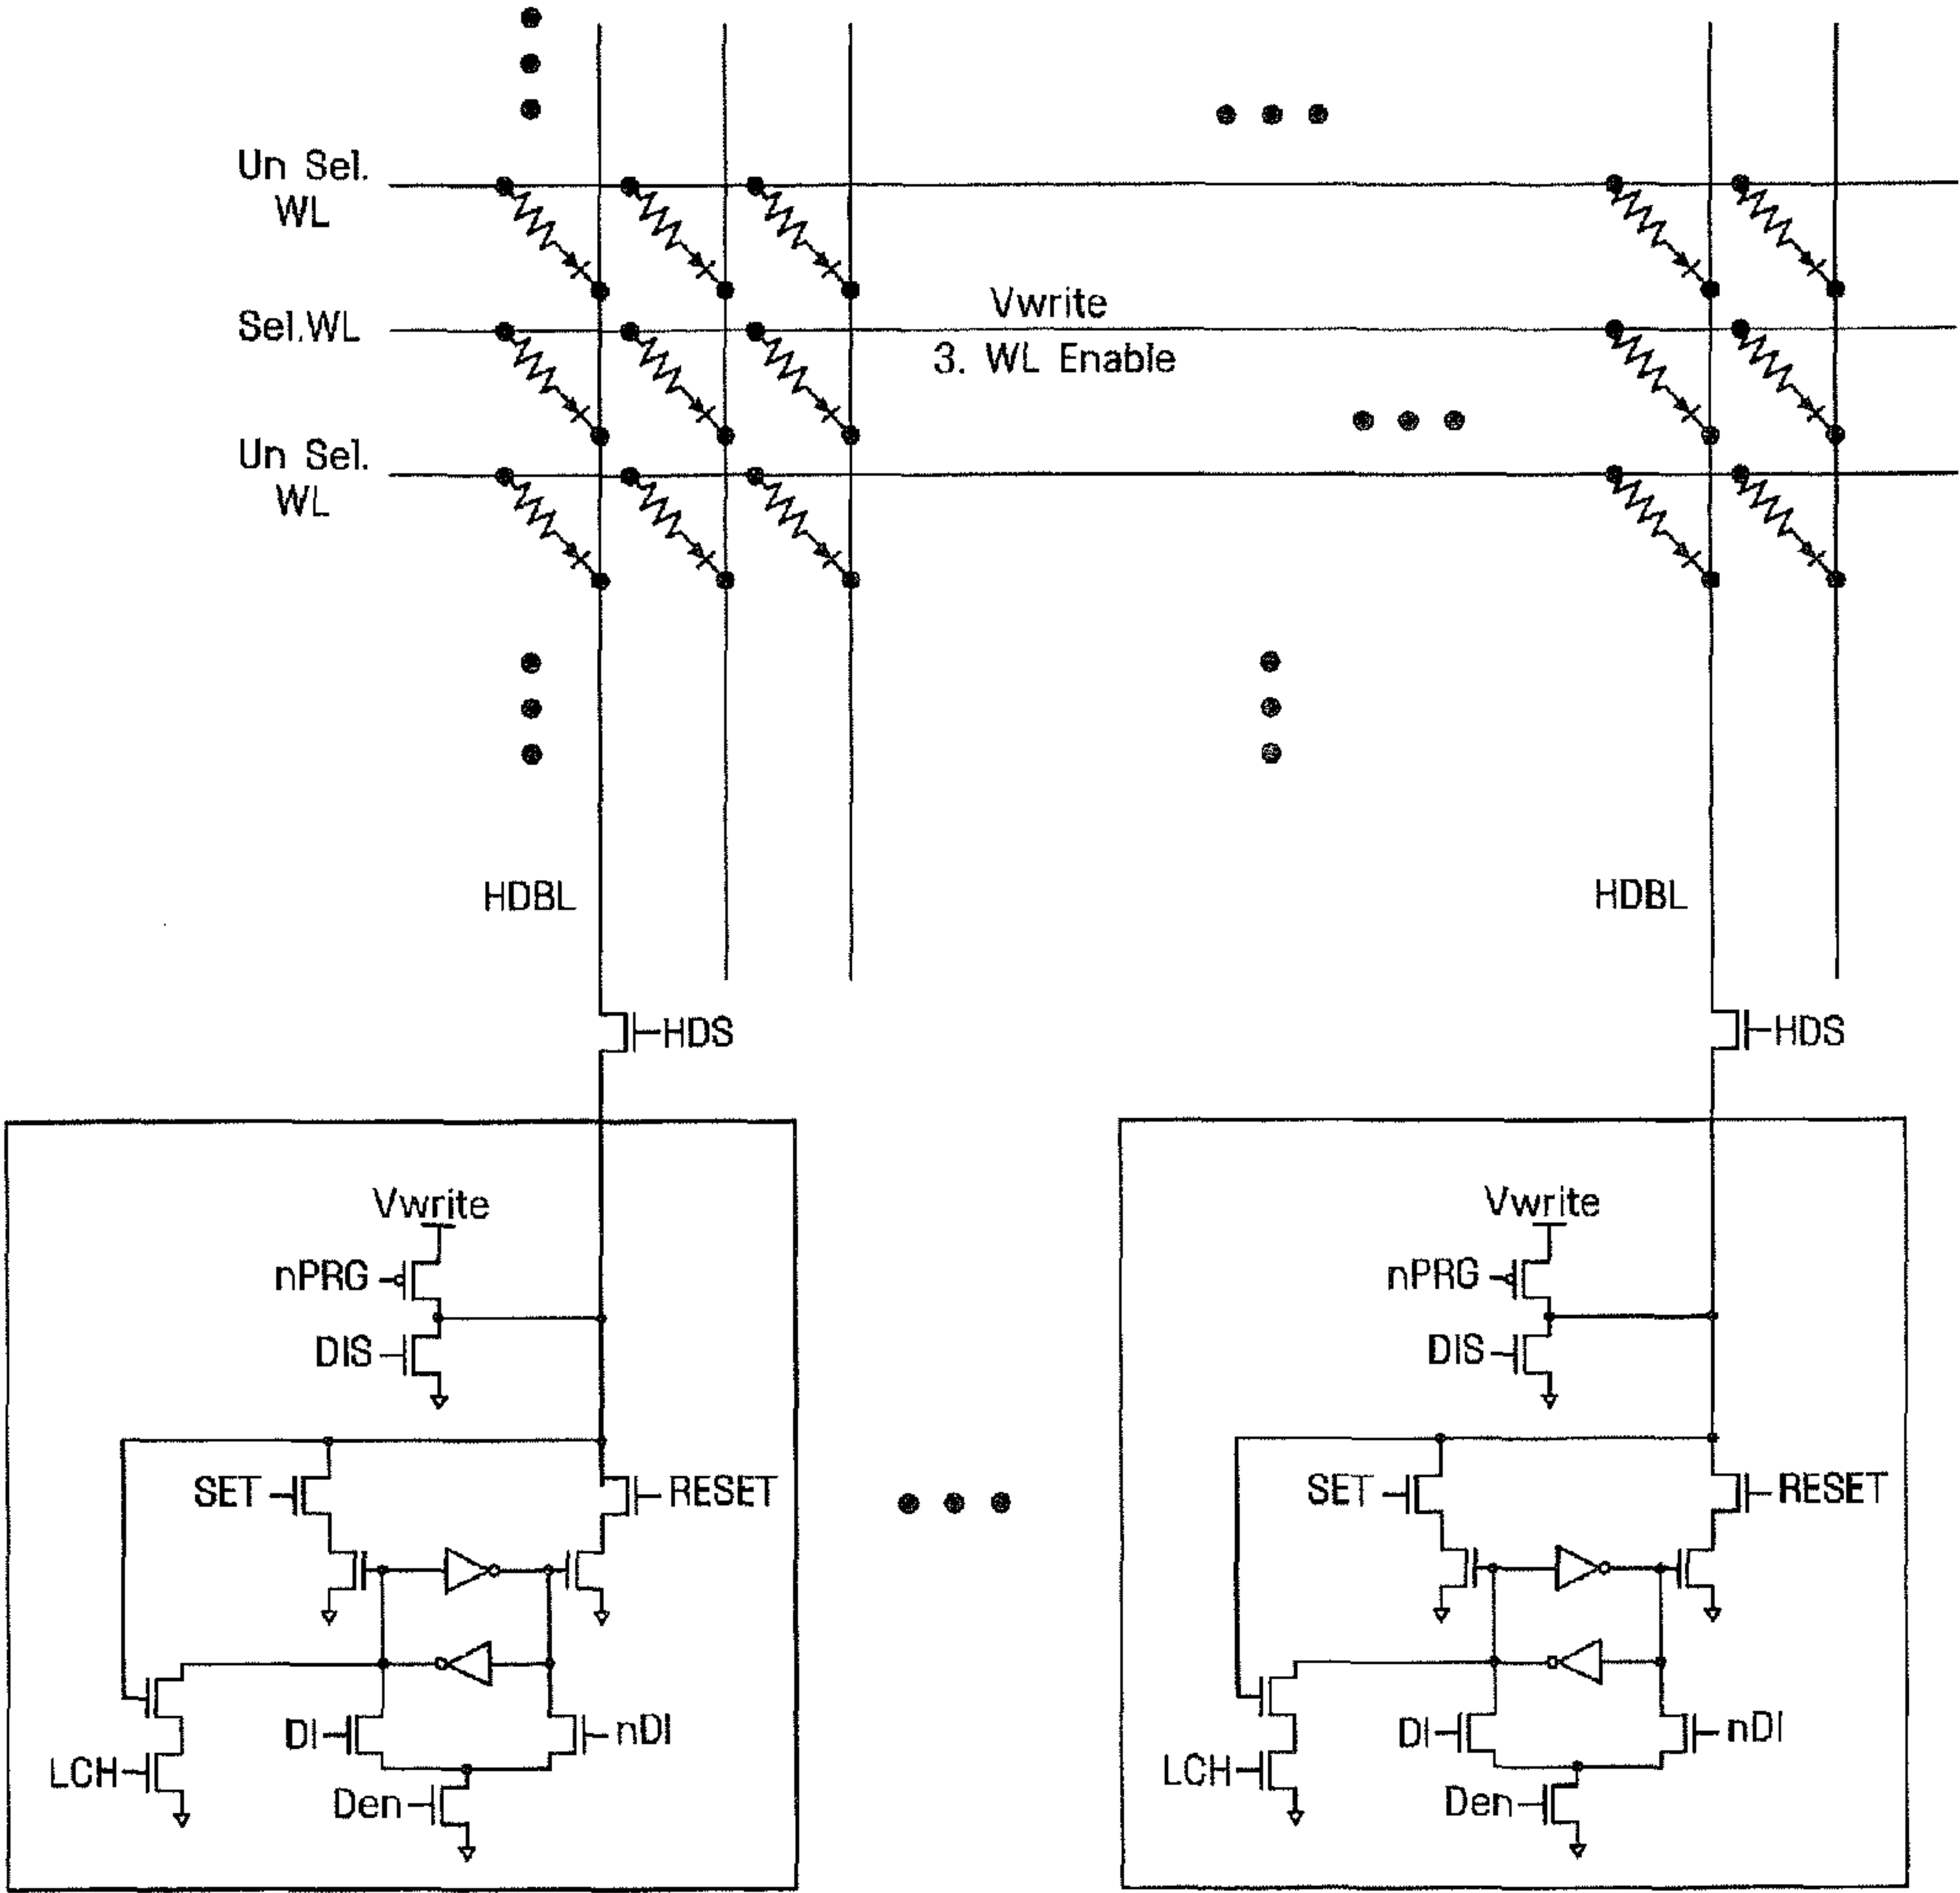 Un Sel.
WL
Sel.WL
Vwrite
3. WL Enable
Un Sel.
WL
HDBL
HDBL
HDS
HDS
Vwrite
Vwrite
nPRG
nPRG
DIS
DIS
SET
RESET
SET
RESET
DI
nDI
DI
nDI
LCH
LCH
Den
Den